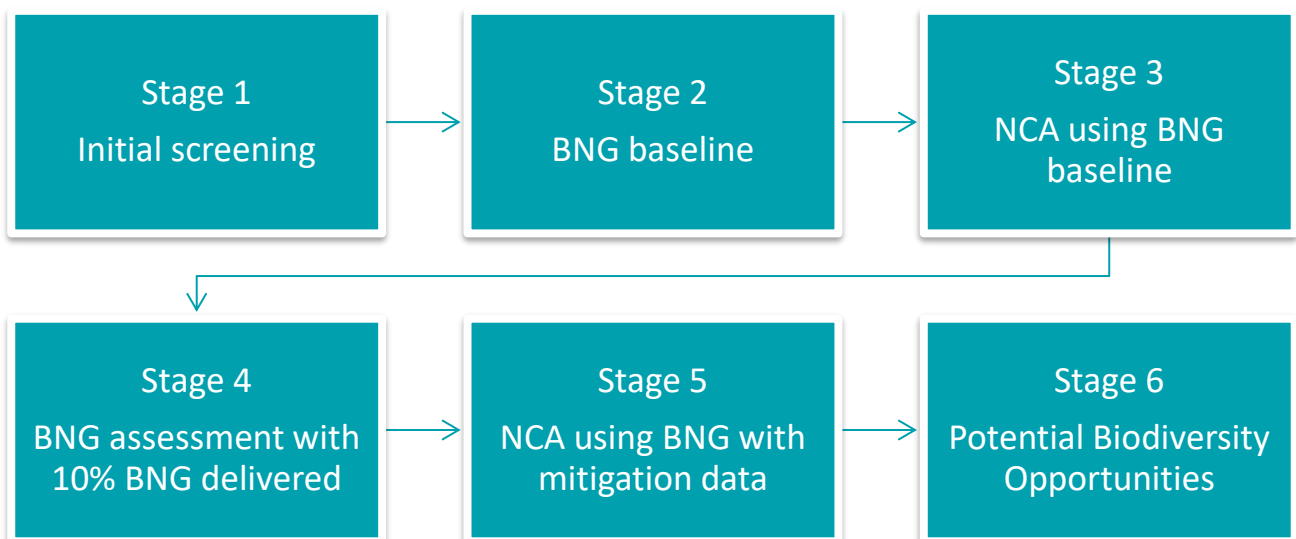 Stage 1
Initial screening
Stage 2
BNG baseline
Stage 3
NCA using BNG
baseline
Stage 4
BNG assessment with
10% BNG delivered
Stage 5
NCA using BNG with
mitigation data
Stage 6
Potential Biodiversity
Opportunities